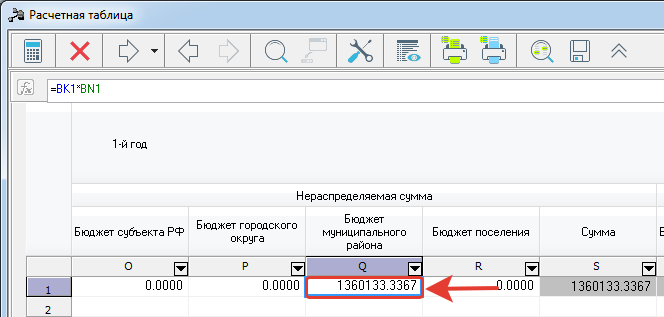 Расчетная таблица
fx
=BK1*BN1
1-й год
Нераспределяемая сумма
Бюджет субъекта РФ
Бюджет городского
округа
Бюджет
муниципального
района
Бюджет поселения
Сумма
O
P
Q
R
S
1
0.0000
0.0000
1360133.3367
0.0000
1360133.3367
2